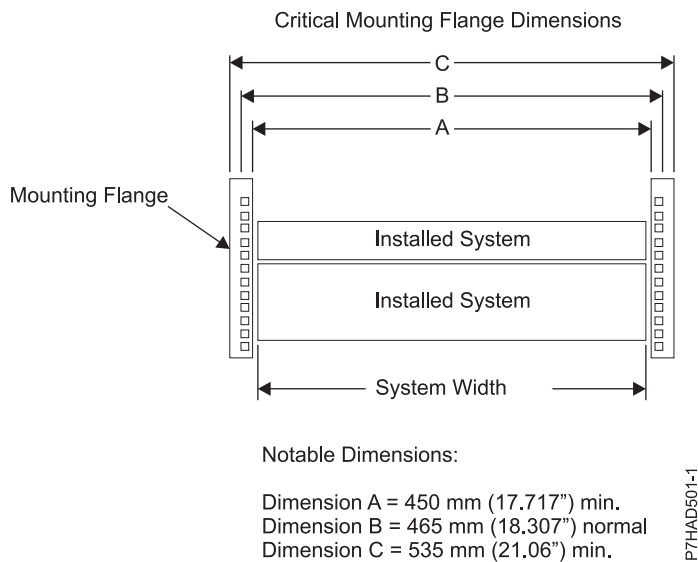 Critical Mounting Flange Dimensions
C
B
A
Mounting Flange
Installed System
Installed System
System Width
Notable Dimensions:
Dimension A = 450 mm (17.717”) min.
Dimension B = 465 mm (18.307”) normal
Dimension C = 535 mm (21.06”) min.
P7HAD501-1